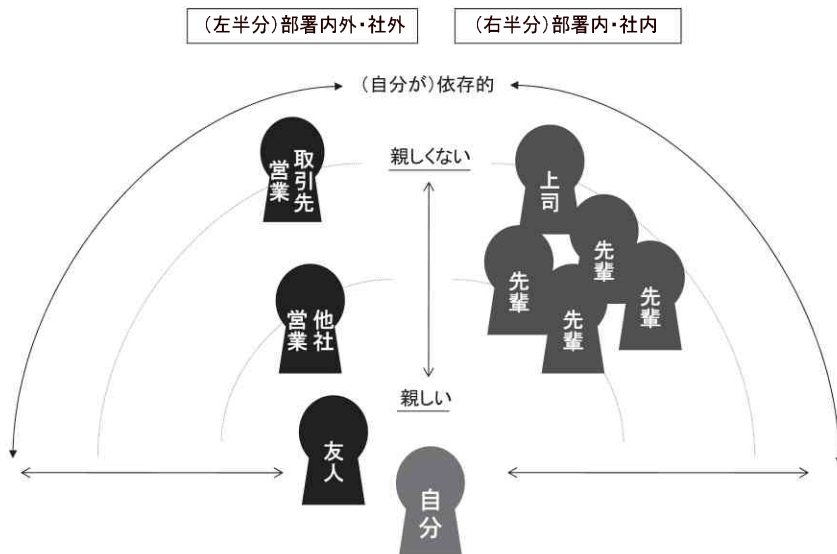 (左半分)部署内外・社外
(右半分)部署内・社内
(自分が)依存的
親しくない
取引先
営業
上司
先輩
先輩
先輩
先輩
他社
営業
親しい
友人
自分